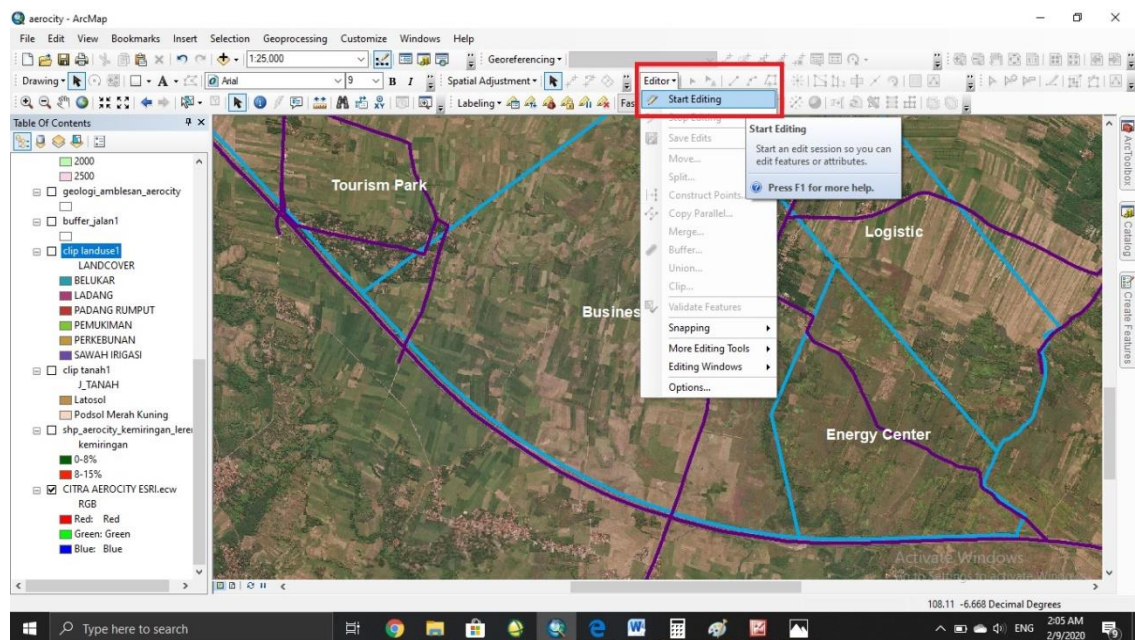 aerocity - ArcMap
File Edit View Bookmarks Insert Selection Geoprocessing Customize Windows Help
1:25.000 Georeferencing
Drawing A Arial 9 B I Spatial Adjustment Editor
Labeling Fas
Start Editing
Stop Editing
Save Edits
Move...
Split...
Construct Points...
Copy Parallel...
Merge...
Buffer...
Union...
Clip...
Validate Features
Snapping
More Editing Tools
Editing Windows
Options...
Start Editing
Start an edit session so you can
edit features or attributes.
Press F1 for more help.
Table Of Contents
2000
2500
geologi_amblesan_aerocity
buffer_jalan1
clip landuse1
LANDCOVER
BELUKAR
LADANG
PADANG RUMPUT
PEMUKIMAN
PERKEBUNAN
SAWAH IRIGASI
clip tanah1
J_TANAH
Latosol
Podsol Merah Kuning
shp_aerocity_kemiringan_lere
kemiringan
0-8%
8-15%
CITRA AEROCITY ESRI.ecw
RGB
Red: Red
Green: Green
Blue: Blue
Tourism Park
Logistic
Busines
Energy Center
Activate Windows
ArcToolbox
Catalog
Create Features
108.11 -6.668 Decimal Degrees
Type here to search
ENG
2:05 AM
2/9/2020